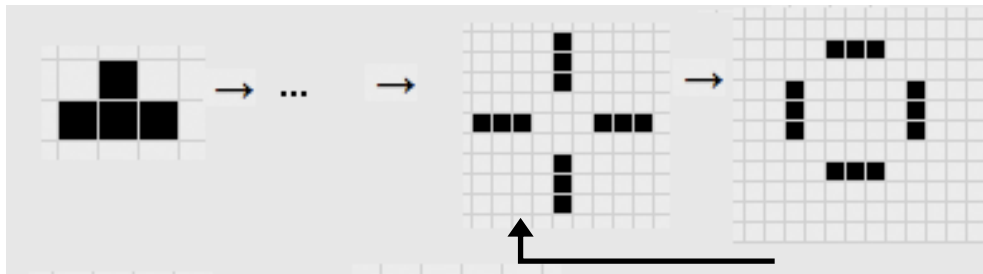 → ... → →